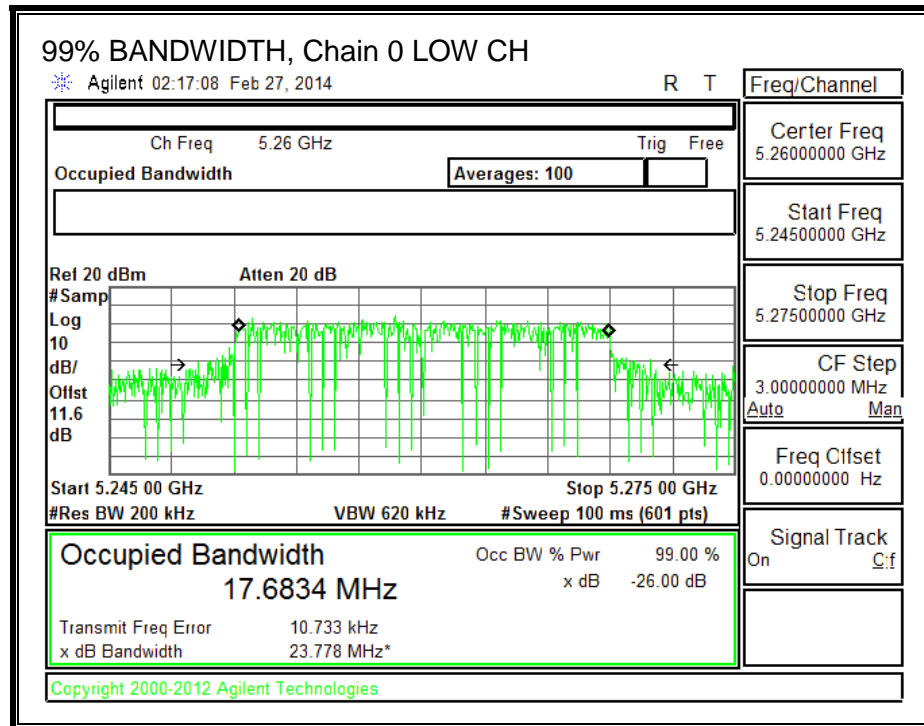 99% BANDWIDTH, Chain 0 LOW CH
Agilent 02:17:08 Feb 27, 2014 R T
Freq/Channel
Ch Freq 5.26 GHz Trig Free
Occupied Bandwidth Averages: 100
Center Freq
5.26000000 GHz
Start Freq
5.24500000 GHz
Stop Freq
5.27500000 GHz
CF Step
3.00000000 MHz
Auto Man
Freq Offset
0.00000000 Hz
Signal Track
On Off
Ref 20 dBm Atten 20 dB
#Samp
Log
10
dB/
Offst
11.6
dB
Start 5.245 00 GHz Stop 5.275 00 GHz
#Res BW 200 kHz VBW 620 kHz #Sweep 100 ms (601 pts)
Occupied Bandwidth Occ BW % Pwr 99.00 %
17.6834 MHz x dB -26.00 dB
Transmit Freq Error 10.733 kHz
x dB Bandwidth 23.778 MHz*
Copyright 2000-2012 Agilent Technologies